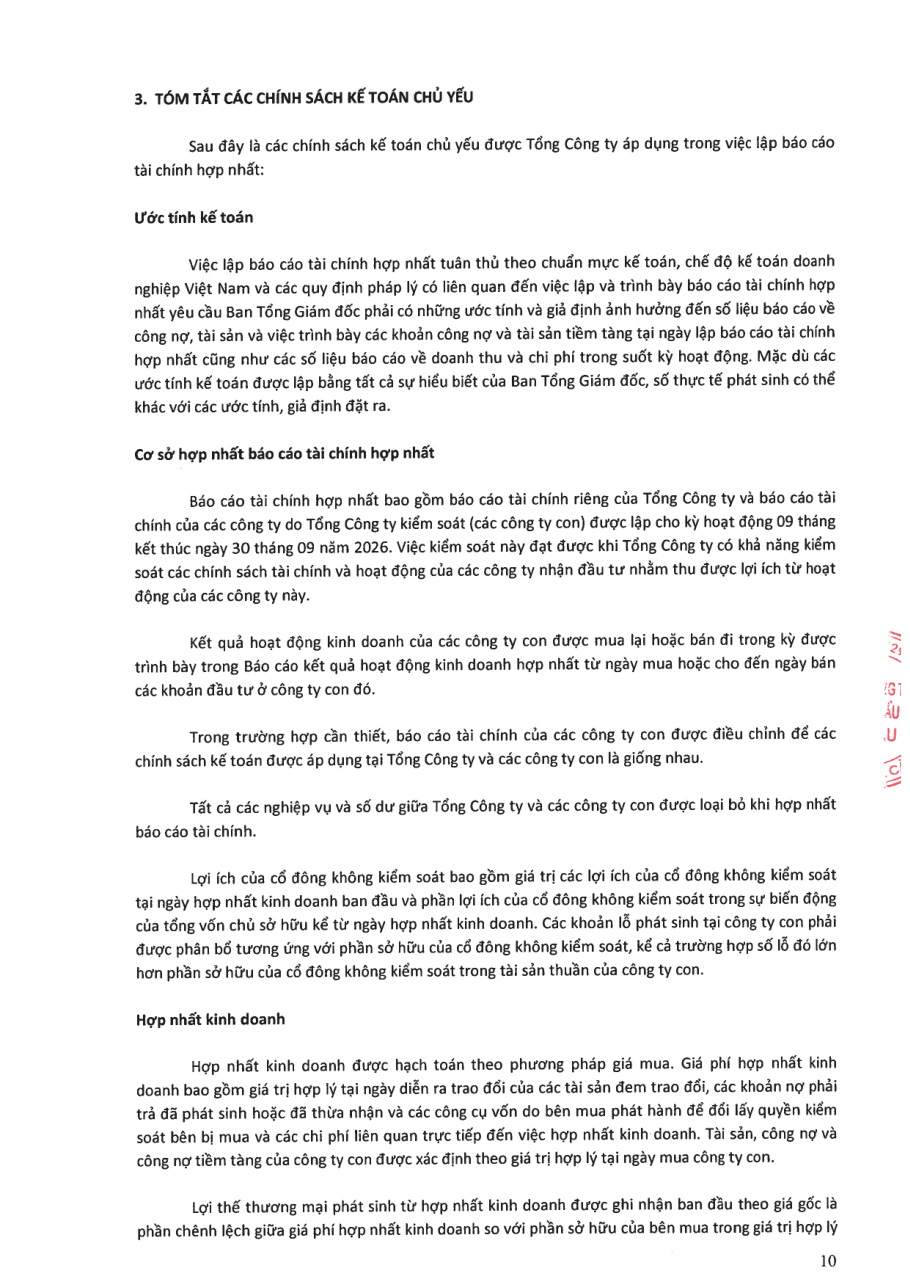 3. TÓM TẮT CÁC CHÍNH SÁCH KẾ TOÁN CHỦ YẾU
Sau đây là các chính sách kế toán chủ yếu được Tổng Công ty áp dụng trong việc lập báo cáo
tài chính hợp nhất:
Ước tính kế toán
Việc lập báo cáo tài chính hợp nhất tuân thủ theo chuẩn mực kế toán, chế độ kế toán doanh
nghiệp Việt Nam và các quy định pháp lý có liên quan đến việc lập và trình bày báo cáo tài chính hợp
nhất yêu cầu Ban Tổng Giám đốc phải có những ước tính và giả định ảnh hưởng đến số liệu báo cáo về
công nợ, tài sản và việc trình bày các khoản công nợ và tài sản tiềm tàng tại ngày lập báo cáo tài chính
hợp nhất cũng như các số liệu báo cáo về doanh thu và chi phí trong suốt kỳ hoạt động. Mặc dù các
ước tính kế toán được lập bằng tất cả sự hiểu biết của Ban Tổng Giám đốc, số thực tế phát sinh có thể
khác với các ước tính, giả định đặt ra.
Cơ sở hợp nhất báo cáo tài chính hợp nhất
Báo cáo tài chính hợp nhất bao gồm báo cáo tài chính riêng của Tổng Công ty và báo cáo tài
chính của các công ty do Tổng Công ty kiểm soát (các công ty con) được lập cho kỳ hoạt động 09 tháng
kết thúc ngày 30 tháng 09 năm 2026. Việc kiểm soát này đạt được khi Tổng Công ty có khả năng kiểm
soát các chính sách tài chính và hoạt động của các công ty nhận đầu tư nhằm thu được lợi ích từ hoạt
động của các công ty này.
Kết quả hoạt động kinh doanh của các công ty con được mua lại hoặc bán đi trong kỳ được
trình bày trong Báo cáo kết quả hoạt động kinh doanh hợp nhất từ ngày mua hoặc cho đến ngày bán
các khoản đầu tư ở công ty con đó.
Trong trường hợp cần thiết, báo cáo tài chính của các công ty con được điều chỉnh để các
chính sách kế toán được áp dụng tại Tổng Công ty và các công ty con là giống nhau.
Tất cả các nghiệp vụ và số dư giữa Tổng Công ty và các công ty con được loại bỏ khi hợp nhất
báo cáo tài chính.
Lợi ích của cổ đông không kiểm soát bao gồm giá trị các lợi ích của cổ đông không kiểm soát
tại ngày hợp nhất kinh doanh ban đầu và phần lợi ích của cổ đông không kiểm soát trong sự biến động
của tổng vốn chủ sở hữu kể từ ngày hợp nhất kinh doanh. Các khoản lỗ phát sinh tại công ty con phải
được phân bổ tương ứng với phần sở hữu của cổ đông không kiểm soát, kể cả trường hợp số lỗ đó lớn
hơn phần sở hữu của cổ đông không kiểm soát trong tài sản thuần của công ty con.
Hợp nhất kinh doanh
Hợp nhất kinh doanh được hạch toán theo phương pháp giá mua. Giá phí hợp nhất kinh
doanh bao gồm giá trị hợp lý tại ngày diễn ra trao đổi của các tài sản đem trao đổi, các khoản nợ phải
trả đã phát sinh hoặc đã thừa nhận và các công cụ vốn do bên mua phát hành để đổi lấy quyền kiểm
soát bên bị mua và các chi phí liên quan trực tiếp đến việc hợp nhất kinh doanh. Tài sản, công nợ và
công nợ tiềm tàng của công ty con được xác định theo giá trị hợp lý tại ngày mua công ty con.
Lợi thế thương mại phát sinh từ hợp nhất kinh doanh được ghi nhận ban đầu theo giá gốc là
phần chênh lệch giữa giá phí hợp nhất kinh doanh so với phần sở hữu của bên mua trong giá trị hợp lý
10